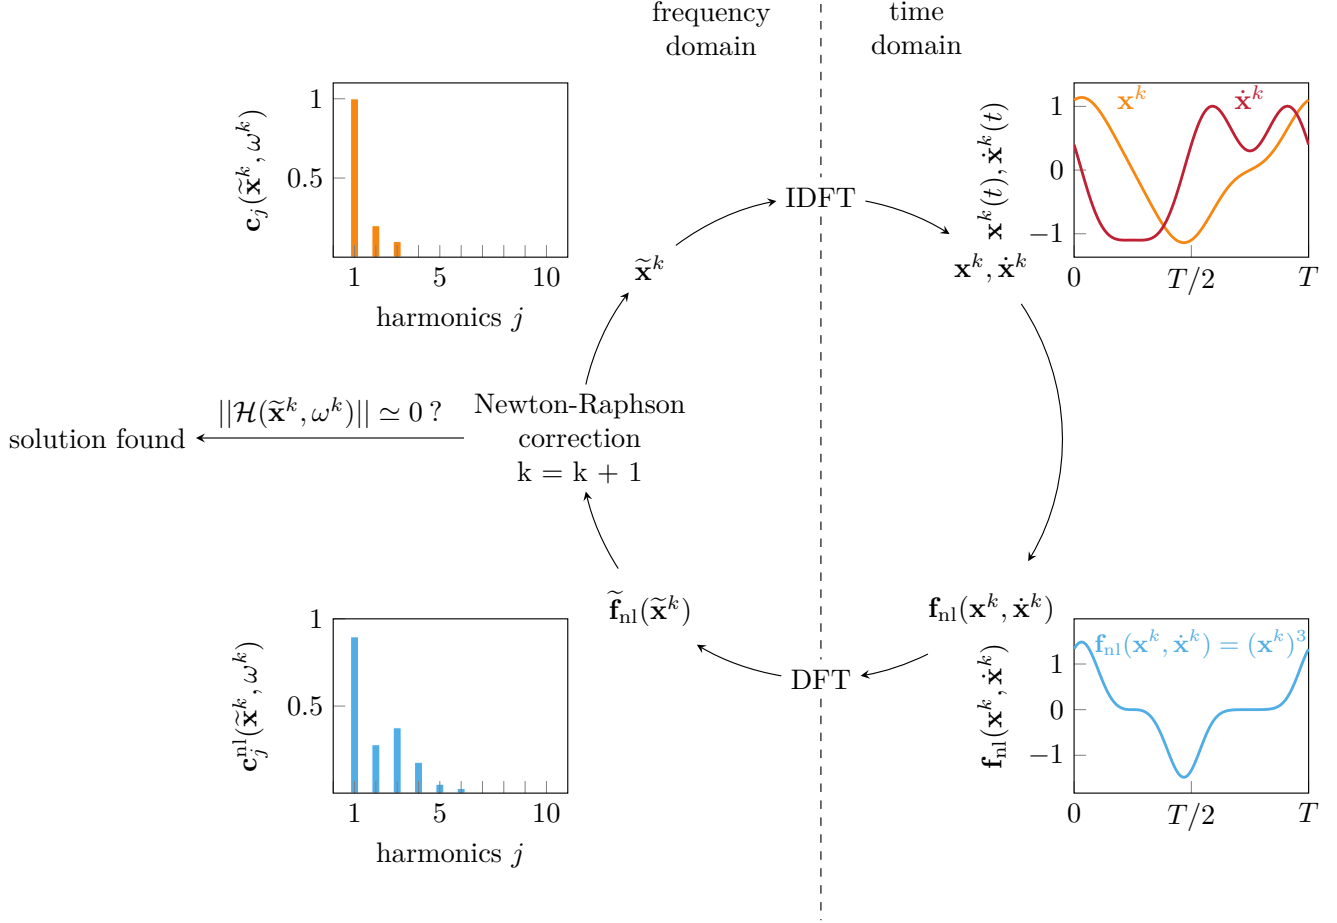 frequency
domain
time
domain
1
0.5
1
5
10
harmonics j
c_j(x̃^k, ω^k)
x^k
ẋ^k
1
0
−1
0
T/2
T
x^k(t), ẋ^k(t)
IDFT
x̃^k
x^k, ẋ^k
||ℋ(x̃^k, ω^k)|| ≃ 0 ?
solution found
Newton-Raphson
correction
k = k + 1
f̃_nl(x̃^k)
f_nl(x^k, ẋ^k)
DFT
1
0.5
1
5
10
harmonics j
c_j^nl(x̃^k, ω^k)
f_nl(x^k, ẋ^k) = (x^k)^3
1
0
−1
0
T/2
T
f_nl(x^k, ẋ^k)